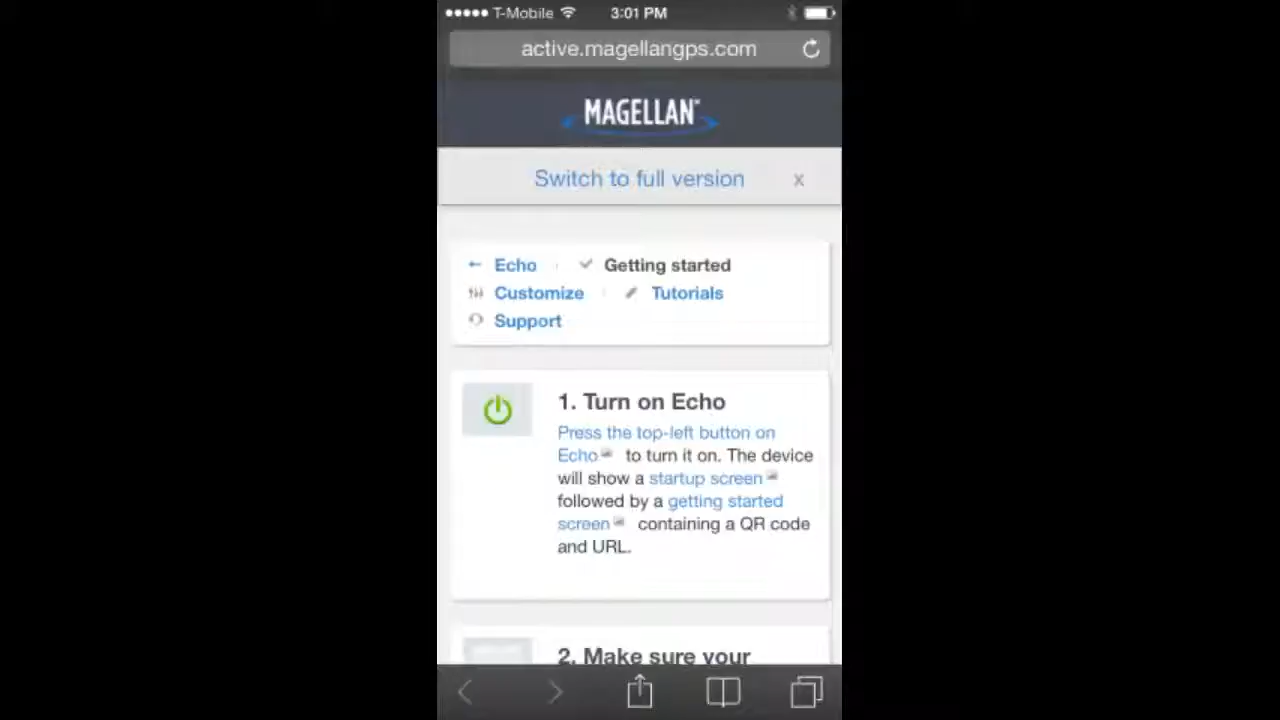 T-Mobile 3:01 PM
active.magellangps.com
MAGELLAN™
Switch to full version x
Echo Getting started
Customize Tutorials
Support
1. Turn on Echo
Press the top-left button on
Echo to turn it on. The device
will show a startup screen
followed by a getting started
screen containing a QR code
and URL.
2. Make sure your